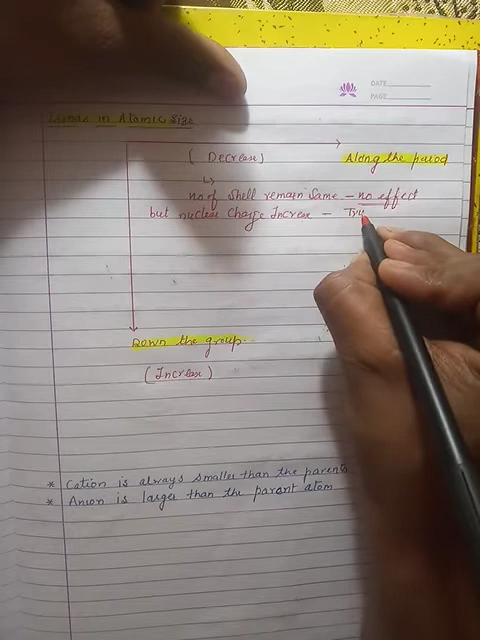 DATE
PAGE
Trends in Atomic Size
( Decrease)
Along the period
no of Shell remain Same - no effect
but nuclear Charge Increase -
Down the group
(Increase)
* Cation is always smaller than the parent
* Anion is larger than the parant atom